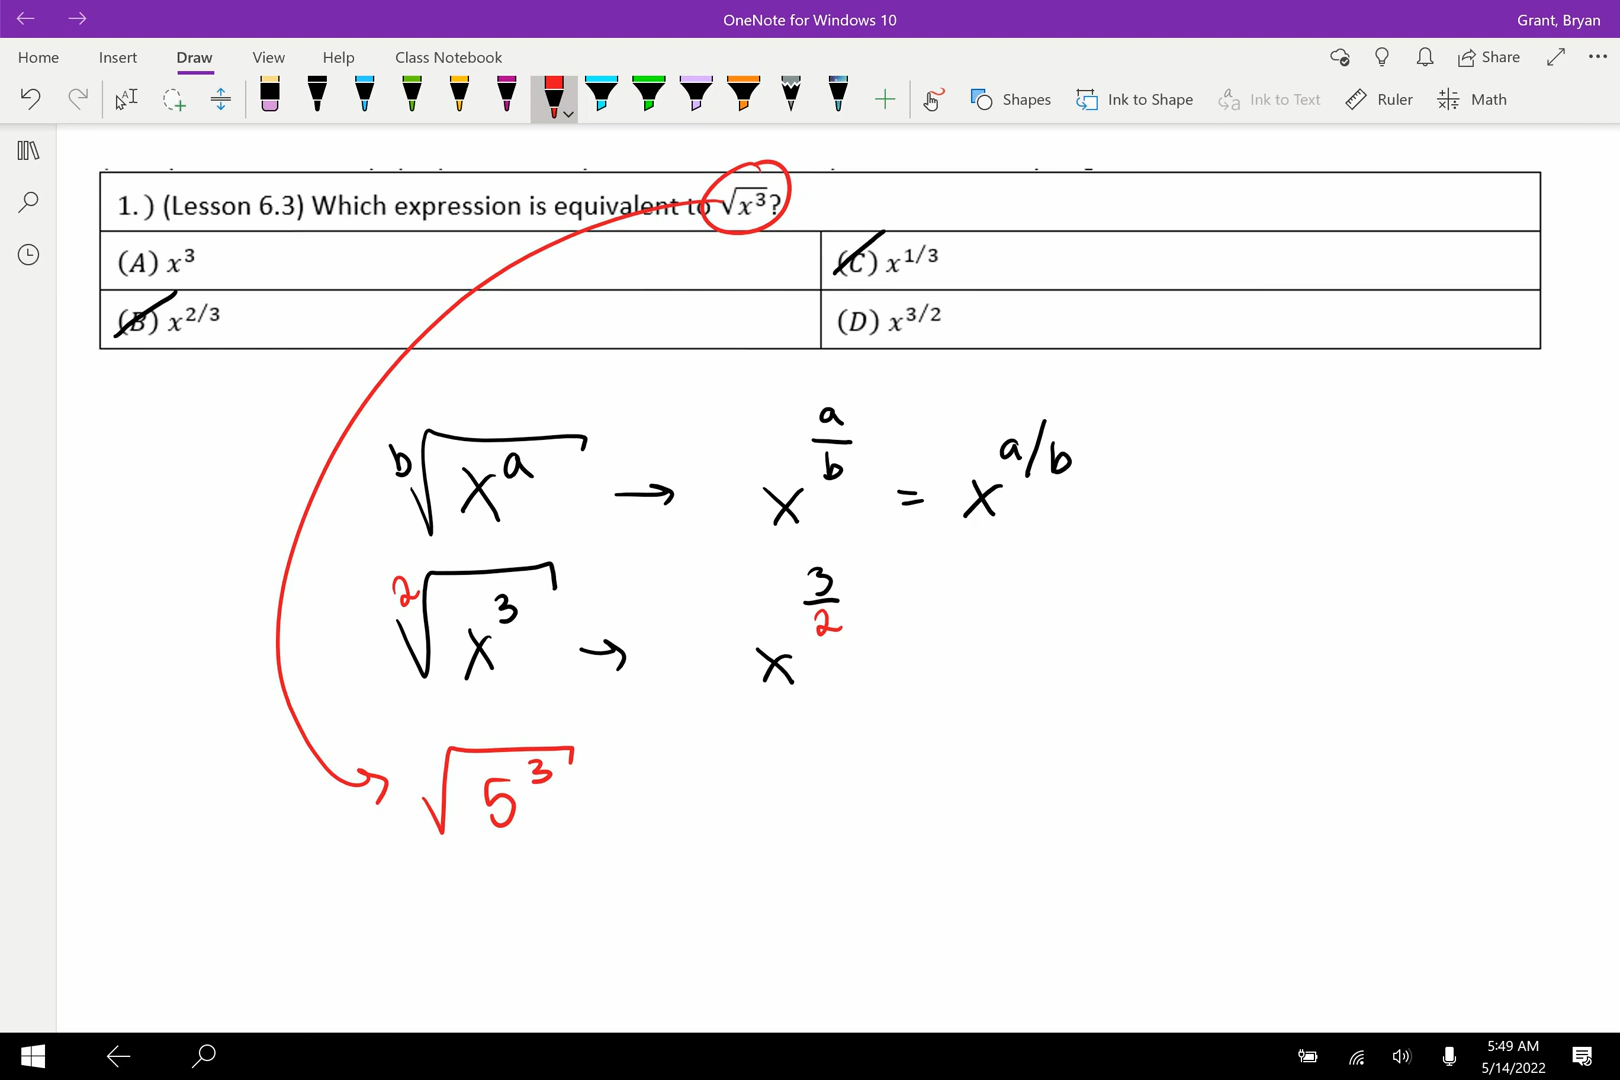 OneNote for Windows 10
Grant, Bryan
Home Insert Draw View Help Class Notebook Share
Shapes Ink to Shape Ink to Text Ruler Math
1.) (Lesson 6.3) Which expression is equivalent to √x³?
(A) x³
(C) x^{1/3}
(B) x^{2/3}
(D) x^{3/2}
ᵇ√xᵃ → x^{a/b} = x^{a/b}
²√x³ → x^{3/2}
√5³
5:49 AM
5/14/2022